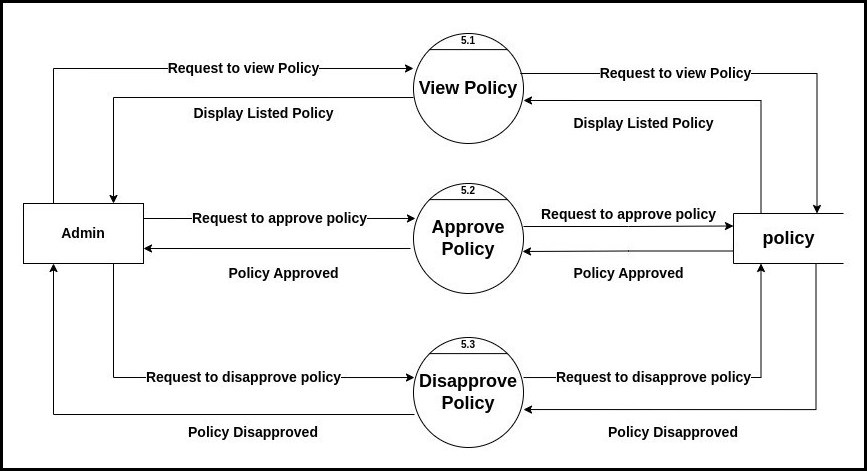 5.1
Request to view Policy
View Policy
Request to view Policy
Display Listed Policy
Display Listed Policy
5.2
Admin
Request to approve policy
Approve
Policy
Request to approve policy
policy
Policy Approved
Policy Approved
5.3
Request to disapprove policy
Disapprove
Policy
Request to disapprove policy
Policy Disapproved
Policy Disapproved